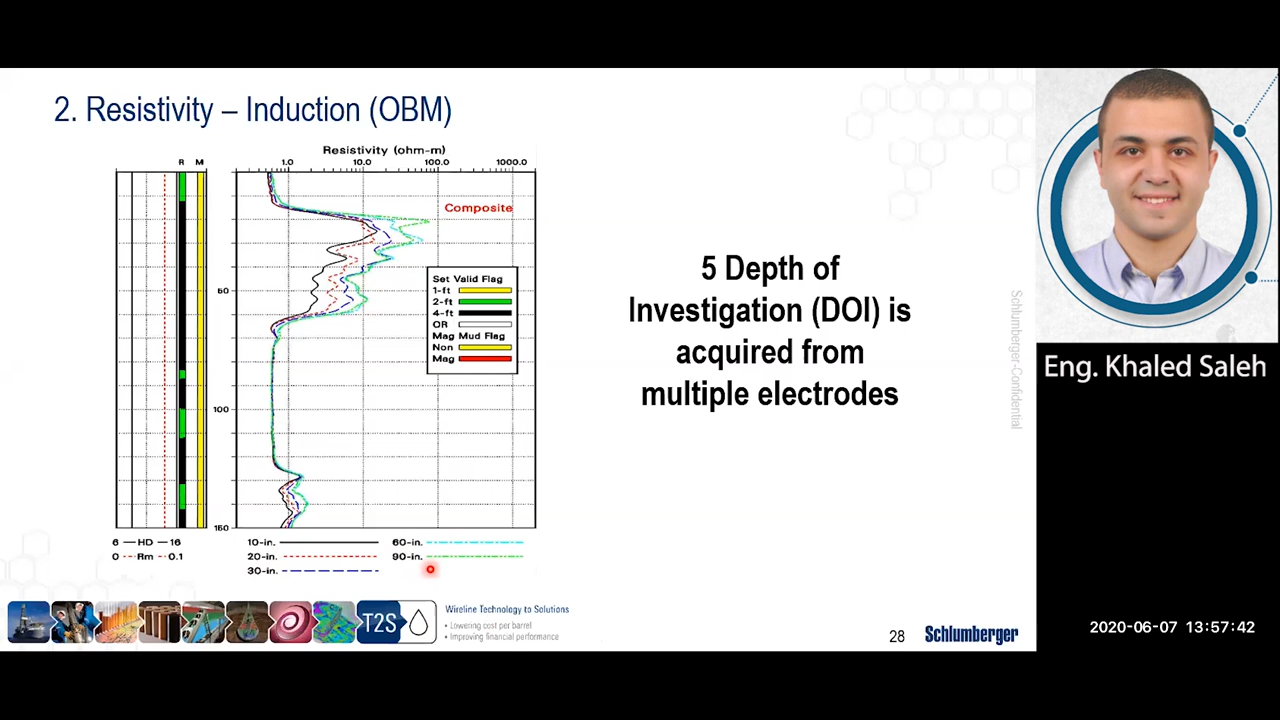 2. Resistivity – Induction (OBM)
Resistivity (ohm-m)
R M
1.0 10.0 100.0 1000.0
Composite
Set Valid Flag
1-ft
2-ft
4-ft
OR
Mag Mud Flag
Non
Mag
50
100
150
6 HD 16
0 Rm 0.1
10-in.
20-in.
30-in.
60-in.
90-in.
5 Depth of
Investigation (DOI) is
acquired from
multiple electrodes
Schlumberger-Confidential
T2S
Wireline Technology to Solutions
• Lowering cost per barrel
• Improving financial performance
28
Schlumberger
Eng. Khaled Saleh
2020-06-07 13:57:42